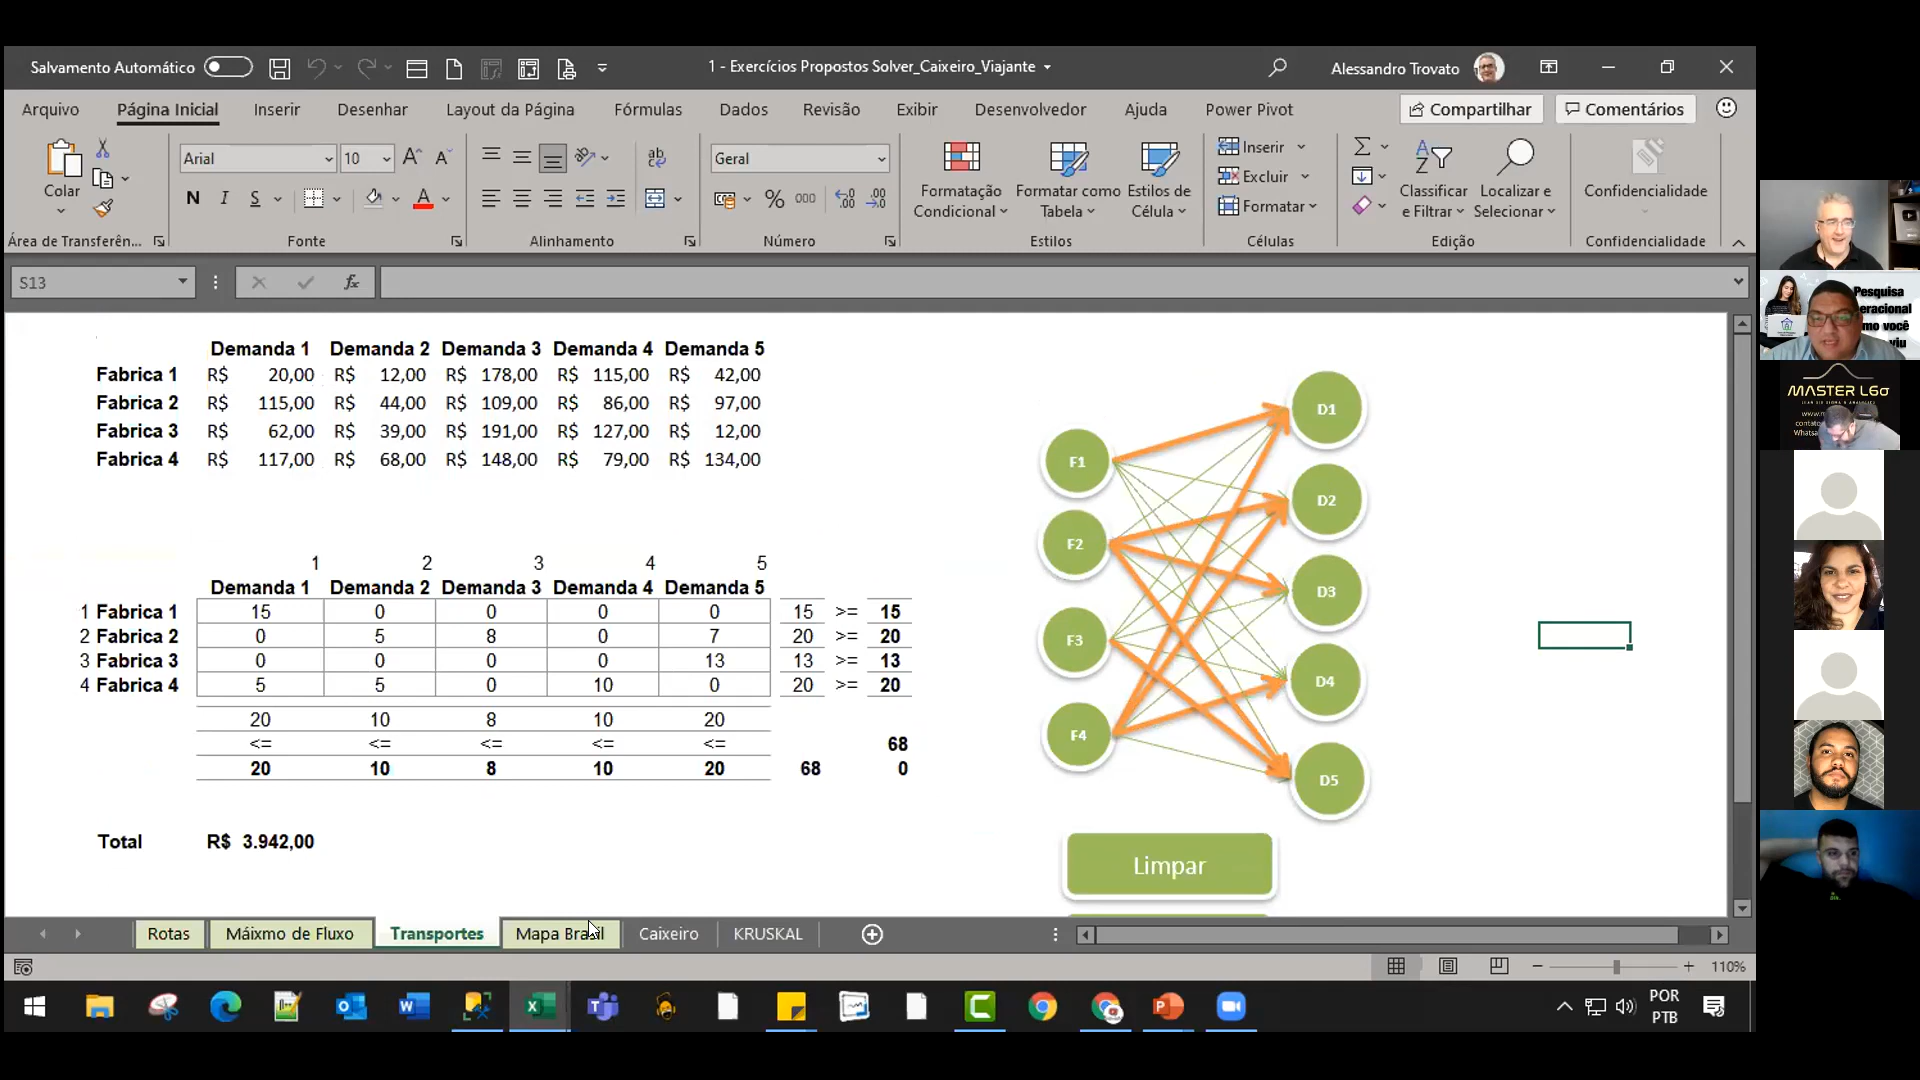 Salvamento Automático
1 - Exercícios Propostos Solver_Caixeiro_Viajante
Alessandro Trovato
Arquivo Página Inicial Inserir Desenhar Layout da Página Fórmulas Dados Revisão Exibir Desenvolvedor Ajuda Power Pivot Compartilhar Comentários
Colar
Arial 10
N I S
ab
Geral
% 000
Formatação Condicional
Formatar como Tabela
Estilos de Célula
Inserir
Excluir
Formatar
Classificar e Filtrar
Localizar e Selecionar
Confidencialidade
Área de Transferên... Fonte Alinhamento Número Estilos Células Edição Confidencialidade
S13 fx
Demanda 1 Demanda 2 Demanda 3 Demanda 4 Demanda 5
Fabrica 1 R$ 20,00 R$ 12,00 R$ 178,00 R$ 115,00 R$ 42,00
Fabrica 2 R$ 115,00 R$ 44,00 R$ 109,00 R$ 86,00 R$ 97,00
Fabrica 3 R$ 62,00 R$ 39,00 R$ 191,00 R$ 127,00 R$ 12,00
Fabrica 4 R$ 117,00 R$ 68,00 R$ 148,00 R$ 79,00 R$ 134,00
1 2 3 4 5
Demanda 1 Demanda 2 Demanda 3 Demanda 4 Demanda 5
1 Fabrica 1 15 0 0 0 0 15 >= 15
2 Fabrica 2 0 5 8 0 7 20 >= 20
3 Fabrica 3 0 0 0 0 13 13 >= 13
4 Fabrica 4 5 5 0 10 0 20 >= 20
20 10 8 10 20
<= <= <= <= <= 68
20 10 8 10 20 68 0
Total R$ 3.942,00
F1
F2
F3
F4
D1
D2
D3
D4
D5
Limpar
Rotas Máixmo de Fluxo Transportes Mapa Brasil Caixeiro KRUSKAL
110%
POR
PTB
Pesquisa
MASTER L6σ